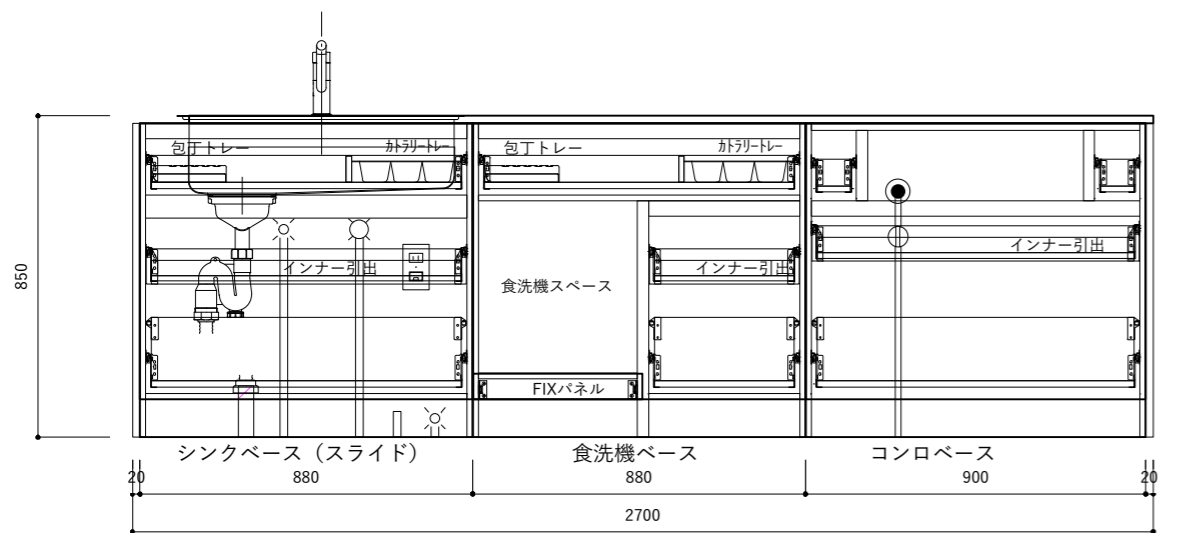 包丁トレー
ｶﾄﾗﾘｰﾄﾚｰ
包丁トレー
ｶﾄﾗﾘｰﾄﾚｰ
インナー引出
インナー引出
インナー引出
食洗機スペース
850
FIXパネル
シンクベース（スライド）
食洗機ベース
コンロベース
20
880
880
900
20
2700